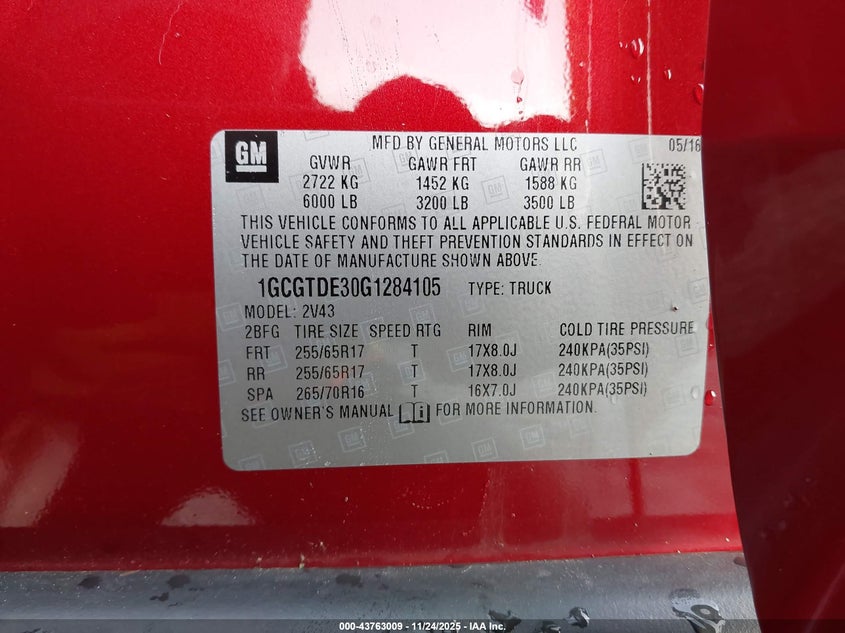 GM
MFD BY GENERAL MOTORS LLC 05/16
GVWR GAWR FRT GAWR RR
2722 KG 1452 KG 1588 KG
6000 LB 3200 LB 3500 LB
THIS VEHICLE CONFORMS TO ALL APPLICABLE U.S. FEDERAL MOTOR
VEHICLE SAFETY AND THEFT PREVENTION STANDARDS IN EFFECT ON
THE DATE OF MANUFACTURE SHOWN ABOVE.
1GCGTDE30G1284105 TYPE: TRUCK
MODEL: 2V43
2BFG TIRE SIZE SPEED RTG RIM COLD TIRE PRESSURE
FRT 255/65R17 T 17X8.0J 240KPA(35PSI)
RR 255/65R17 T 17X8.0J 240KPA(35PSI)
SPA 265/70R16 T 16X7.0J 240KPA(35PSI)
SEE OWNER'S MANUAL i FOR MORE INFORMATION.
000-43763009 - 11/24/2025 - IAA Inc.